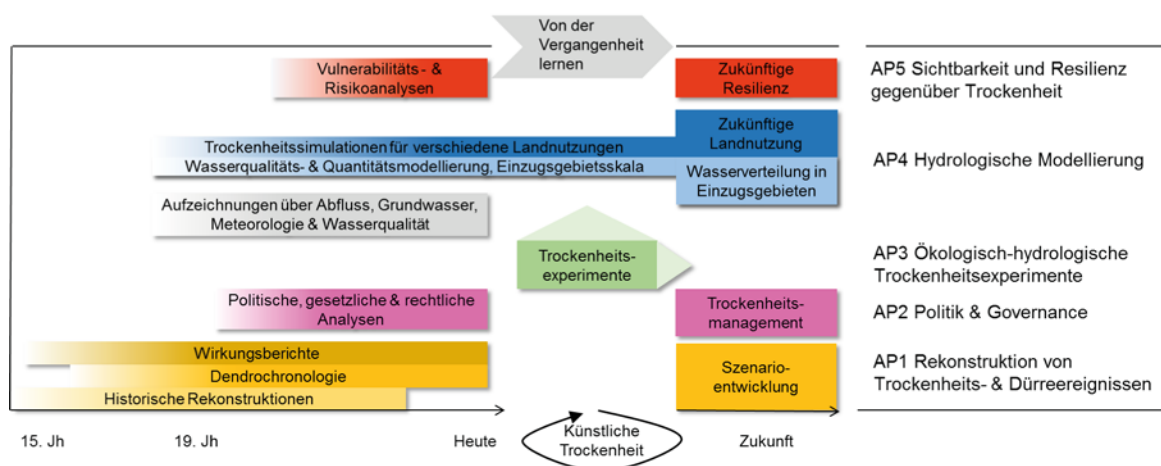 Von der
Vergangenheit
lernen
Vulnerabilitäts- &
Risikoanalysen
Zukünftige
Resilienz
AP5 Sichtbarkeit und Resilienz
gegenüber Trockenheit
Trockenheitssimulationen für verschiedene Landnutzungen
Zukünftige
Landnutzung
Wasserqualitäts- & Quantitätsmodellierung, Einzugsgebietsskala
Wasserverteilung in
Einzugsgebieten
AP4 Hydrologische Modellierung
Aufzeichnungen über Abfluss, Grundwasser,
Meteorologie & Wasserqualität
Trockenheits-
experimente
AP3 Ökologisch-hydrologische
Trockenheitsexperimente
Politische, gesetzliche & rechtliche
Analysen
Trockenheits-
management
AP2 Politik & Governance
Wirkungsberichte
Dendrochronologie
Historische Rekonstruktionen
Szenario-
entwicklung
AP1 Rekonstruktion von
Trockenheits- & Dürreereignissen
15. Jh
19. Jh
Heute
Künstliche
Trockenheit
Zukunft